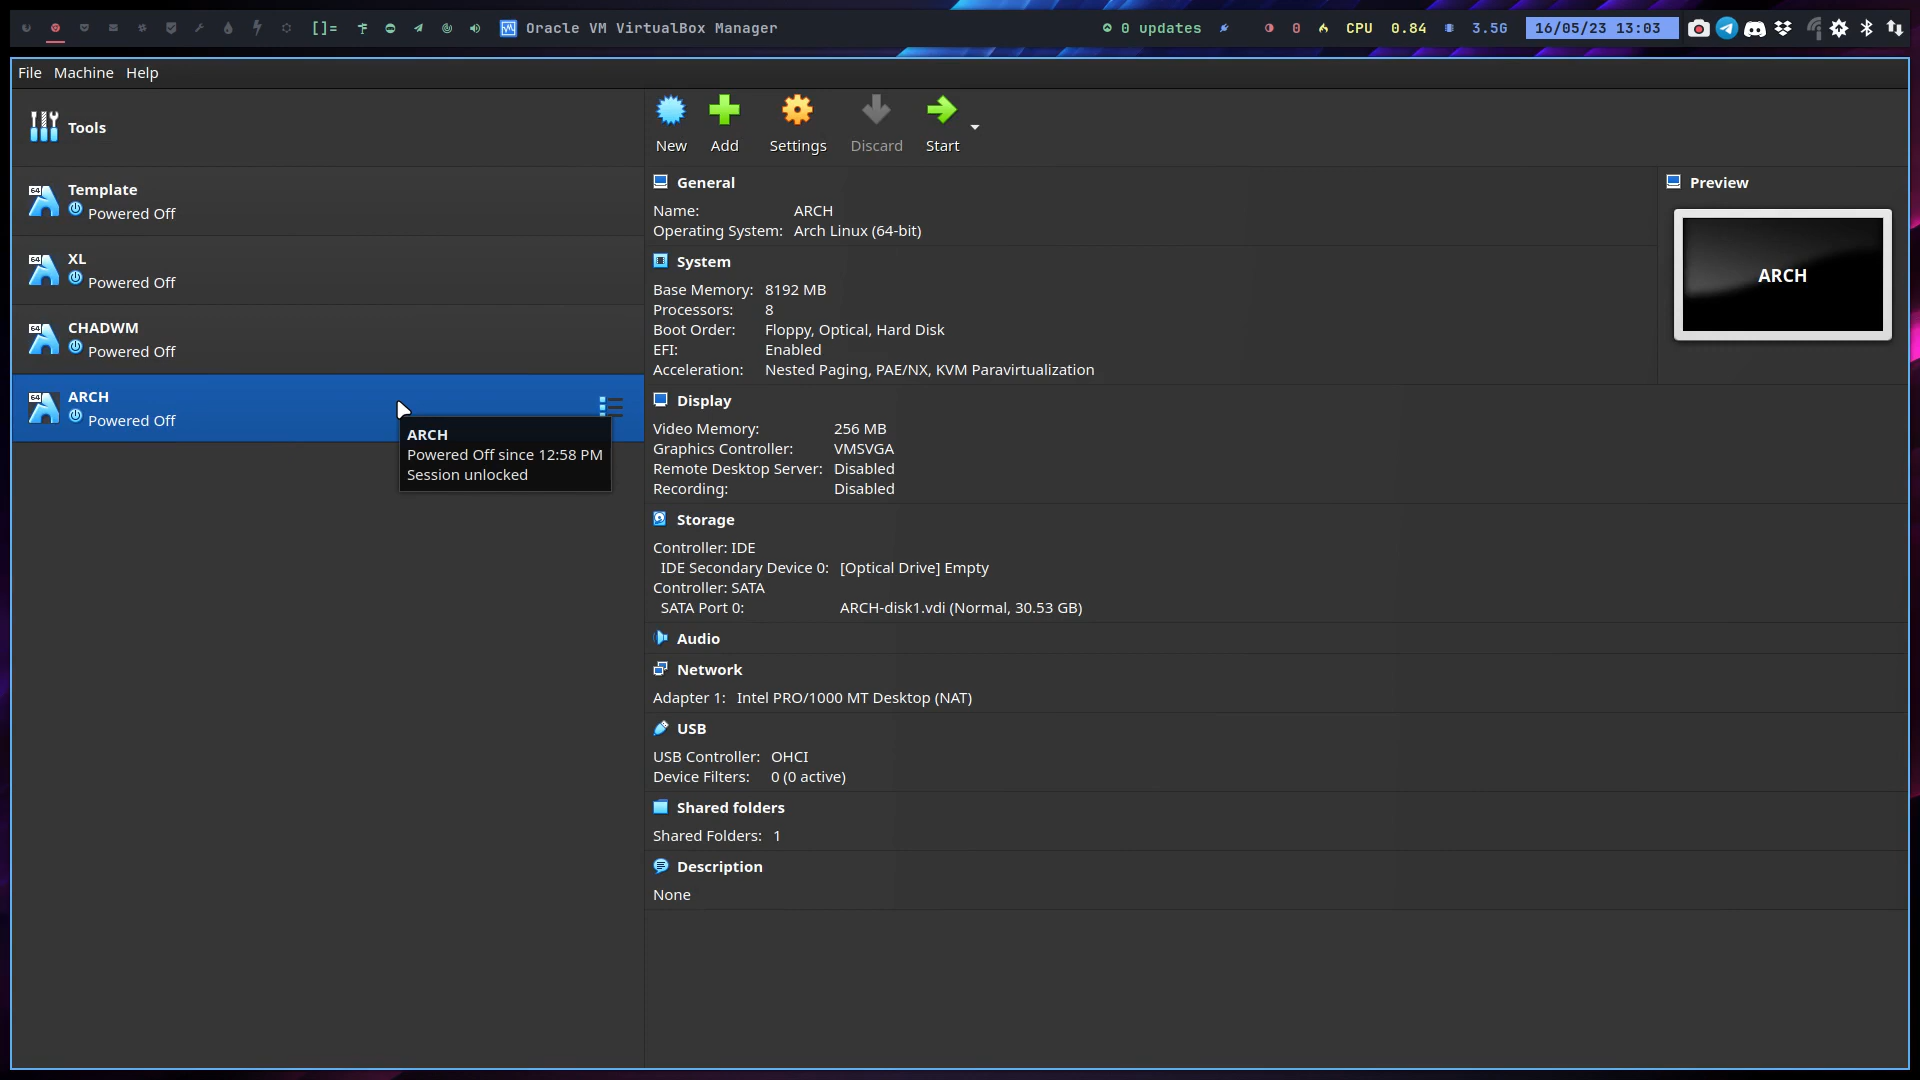 []= Oracle VM VirtualBox Manager 0 updates 0 CPU 0.84 3.5G 16/05/23 13:03
File Machine Help
Tools
New Add Settings Discard Start
64 Template
Powered Off
64 XL
Powered Off
64 CHADWM
Powered Off
64 ARCH
Powered Off
ARCH
Powered Off since 12:58 PM
Session unlocked
General
Name: ARCH
Operating System: Arch Linux (64-bit)
System
Base Memory: 8192 MB
Processors: 8
Boot Order: Floppy, Optical, Hard Disk
EFI: Enabled
Acceleration: Nested Paging, PAE/NX, KVM Paravirtualization
Display
Video Memory: 256 MB
Graphics Controller: VMSVGA
Remote Desktop Server: Disabled
Recording: Disabled
Storage
Controller: IDE
IDE Secondary Device 0: [Optical Drive] Empty
Controller: SATA
SATA Port 0: ARCH-disk1.vdi (Normal, 30.53 GB)
Audio
Network
Adapter 1: Intel PRO/1000 MT Desktop (NAT)
USB
USB Controller: OHCI
Device Filters: 0 (0 active)
Shared folders
Shared Folders: 1
Description
None
Preview
ARCH